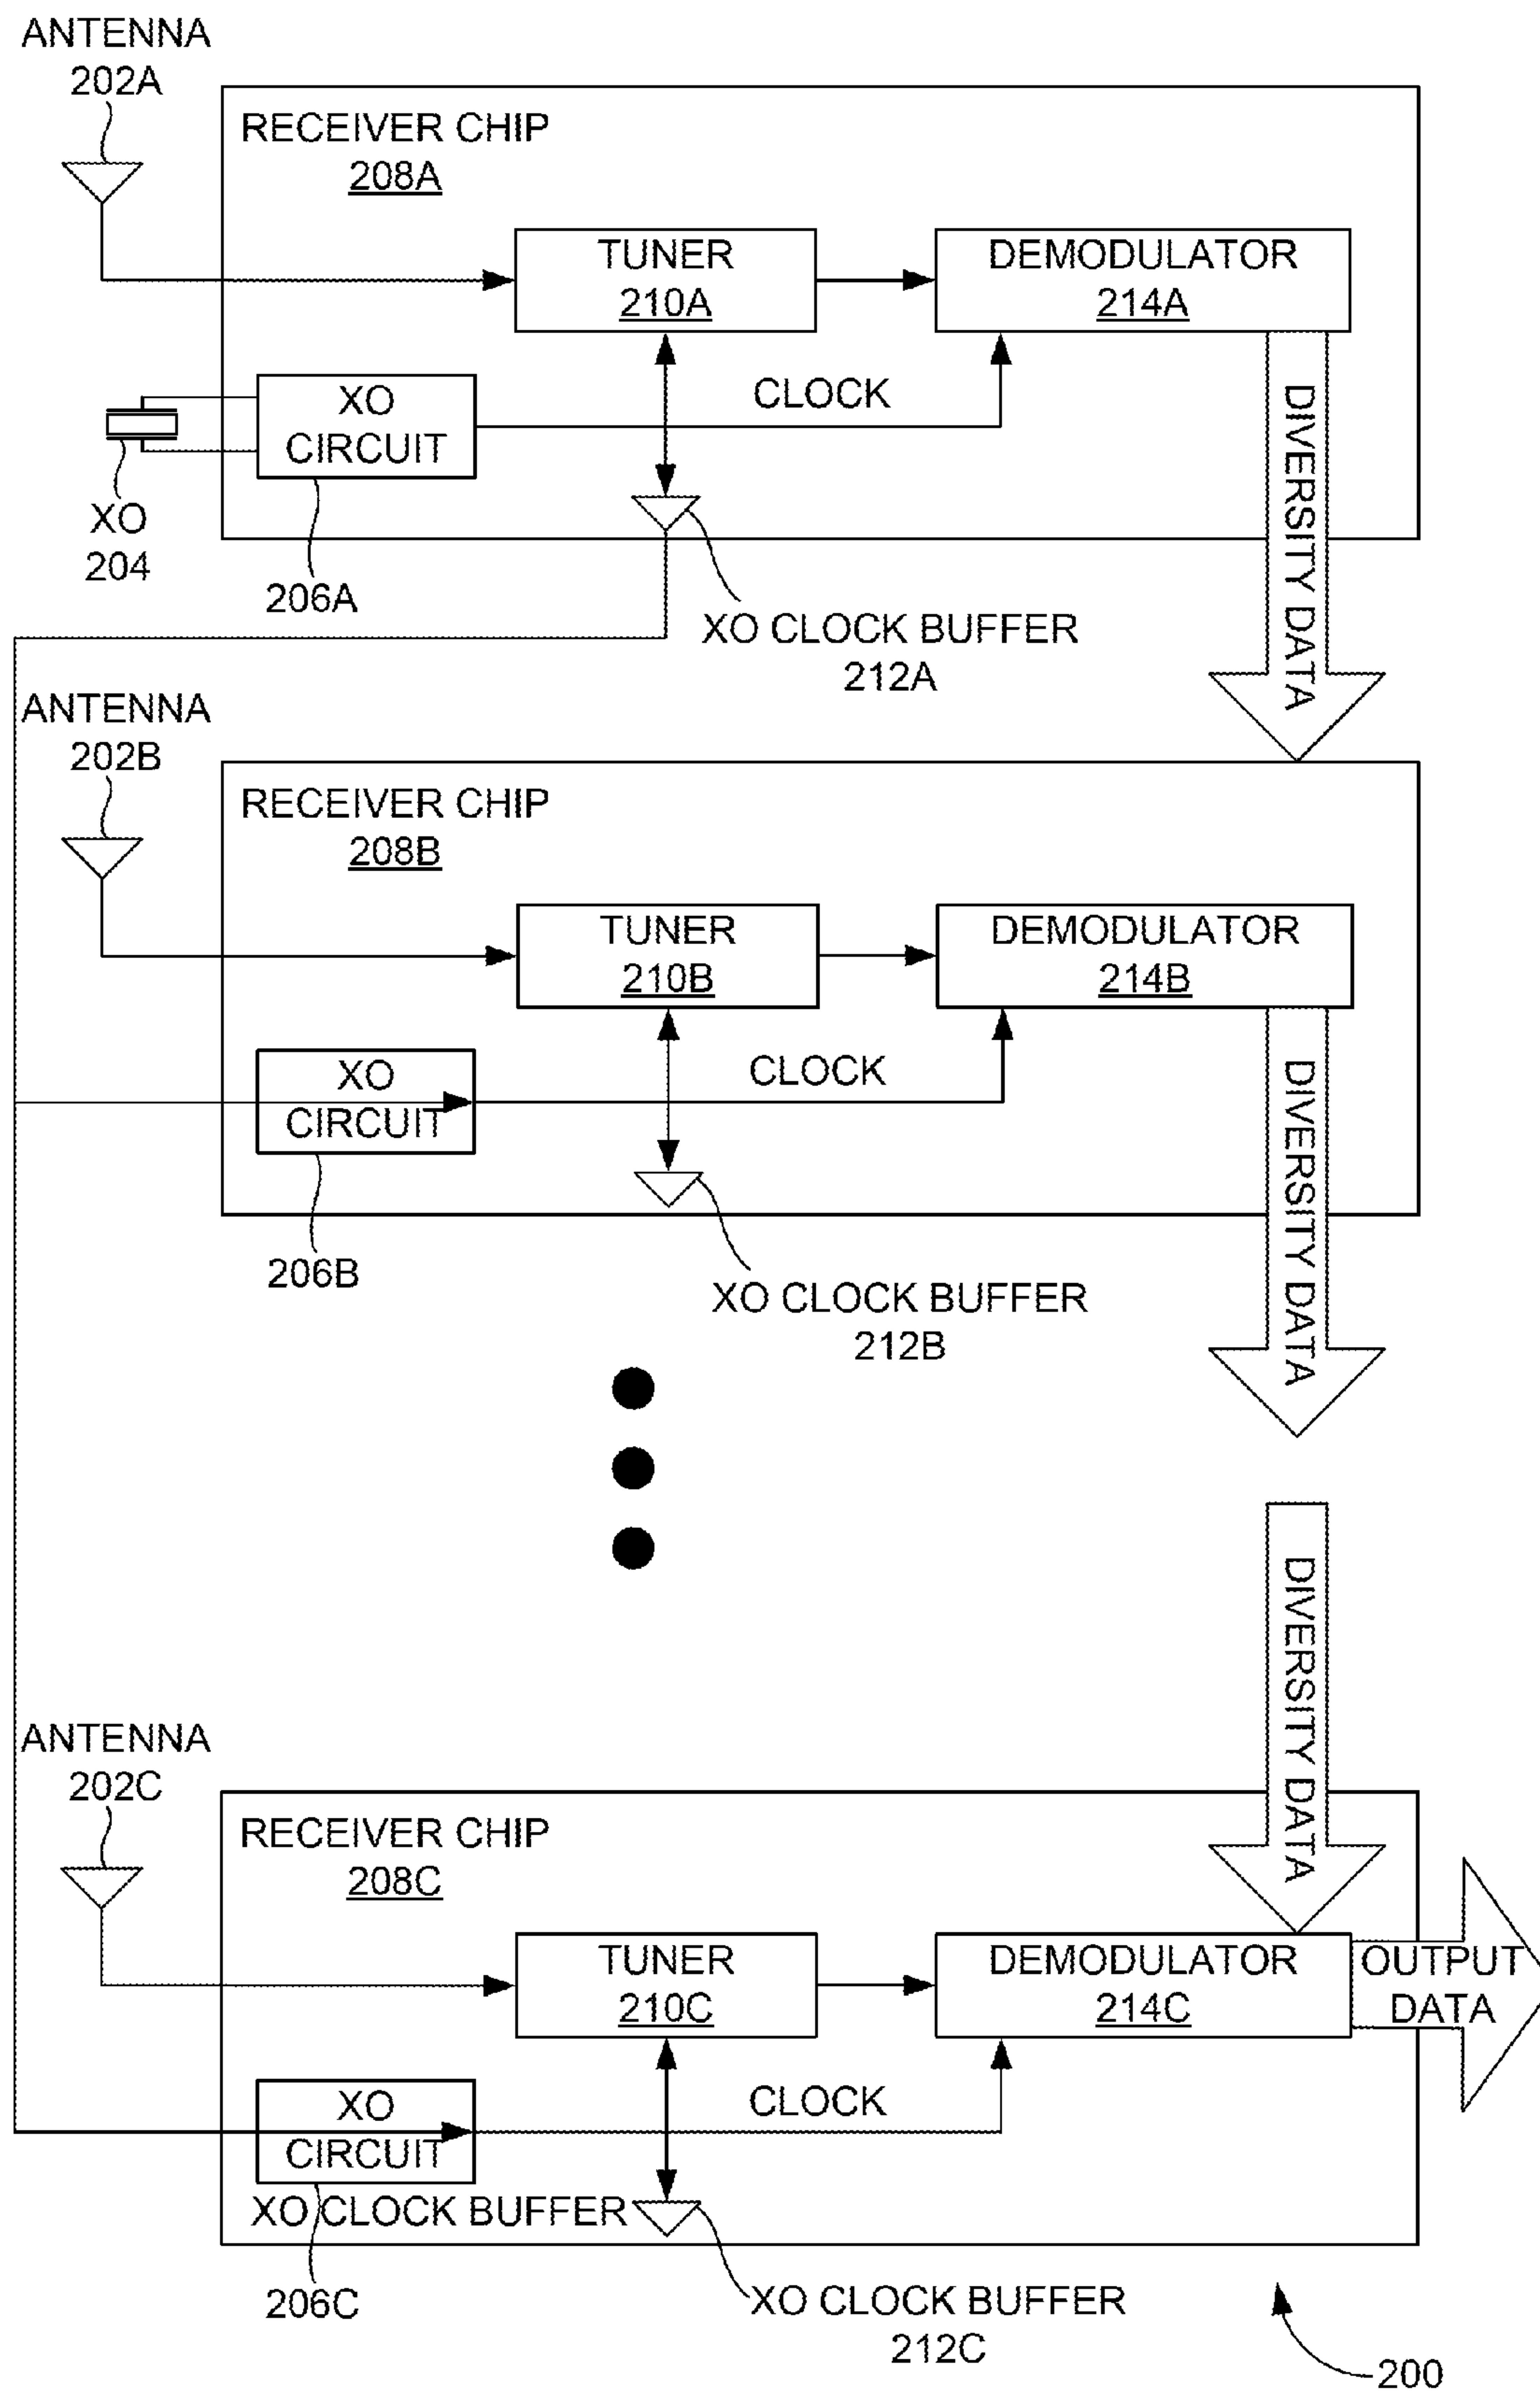 ANTENNA
202A
RECEIVER CHIP
208A
TUNER
210A
DEMODULATOR
214A
XO
CIRCUIT
CLOCK
XO
204
206A
XO CLOCK BUFFER
212A
DIVERSITY DATA
ANTENNA
202B
RECEIVER CHIP
208B
TUNER
210B
DEMODULATOR
214B
XO
CIRCUIT
CLOCK
206B
XO CLOCK BUFFER
212B
DIVERSITY DATA
DIVERSITY DATA
ANTENNA
202C
RECEIVER CHIP
208C
TUNER
210C
DEMODULATOR
214C
OUTPUT
DATA
XO
CIRCUIT
CLOCK
XO CLOCK BUFFER
206C
XO CLOCK BUFFER
212C
200